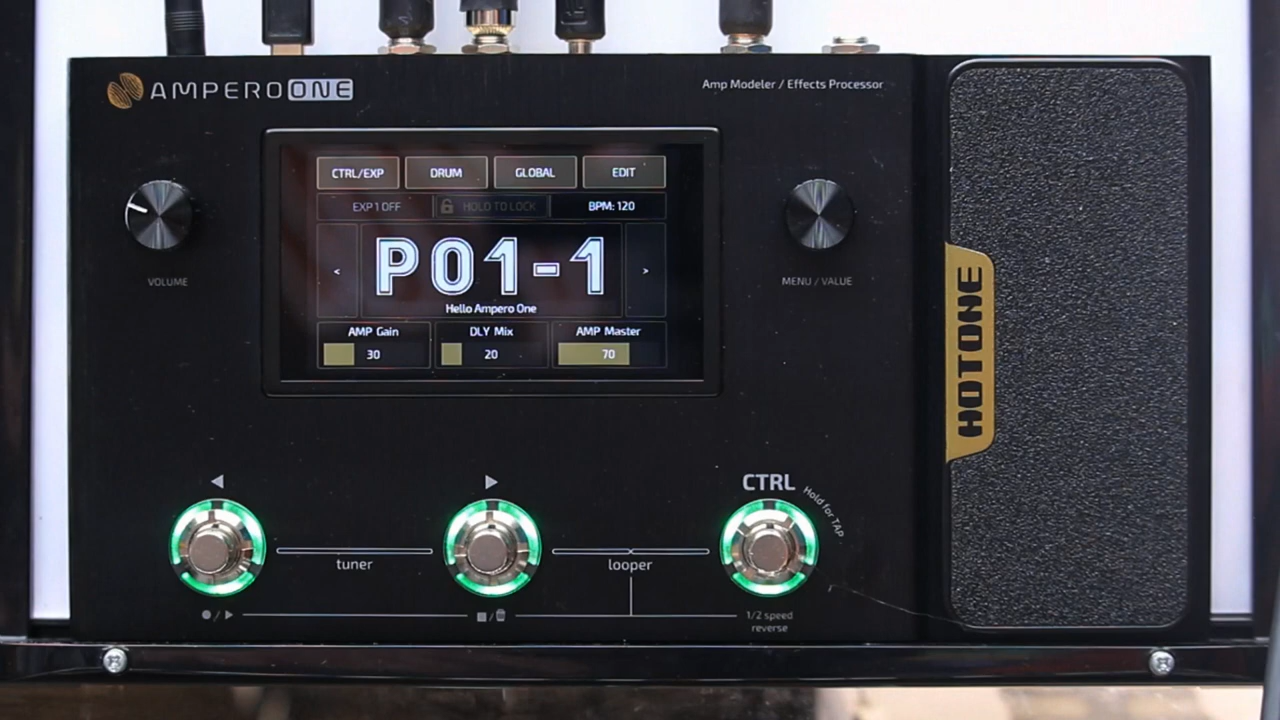 AMPERO ONE
Amp Modeler / Effects Processor
CTRL/EXP DRUM GLOBAL EDIT
EXP 1 OFF HOLD TO LOCK BPM: 120
< P01-1 >
Hello Ampero One
AMP Gain DLY Mix AMP Master
30 20 70
VOLUME
MENU / VALUE
HOTONE
CTRL
Hold for TAP
tuner
looper
1/2 speed
reverse